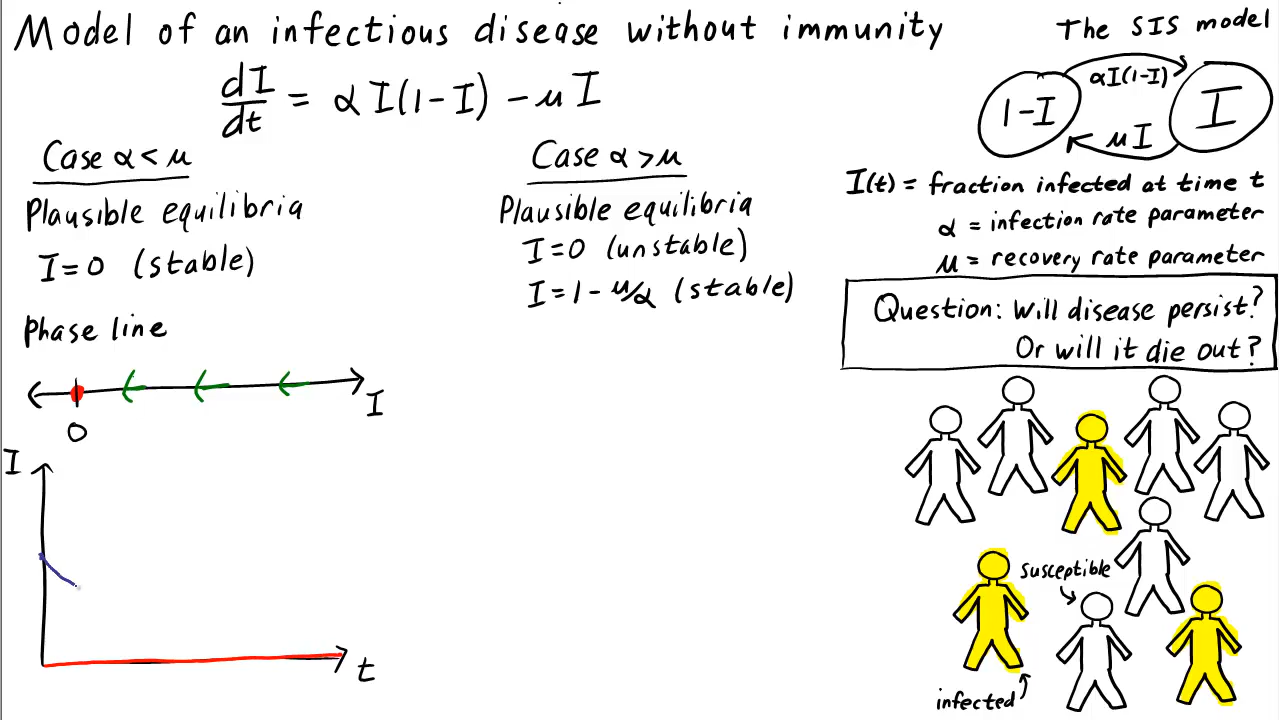 Model of an infectious disease without immunity
dI/dt = αI(1-I) - μI
Case α<μ
Plausible equilibria
I=0 (stable)
Phase line
I
0
I
t
Case α>μ
Plausible equilibria
I=0 (unstable)
I=1-μ/α (stable)
The SIS model
αI(1-I)
1-I
I
μI
I(t) = fraction infected at time t
α = infection rate parameter
μ = recovery rate parameter
Question: Will disease persist?
Or will it die out?
susceptible
infected